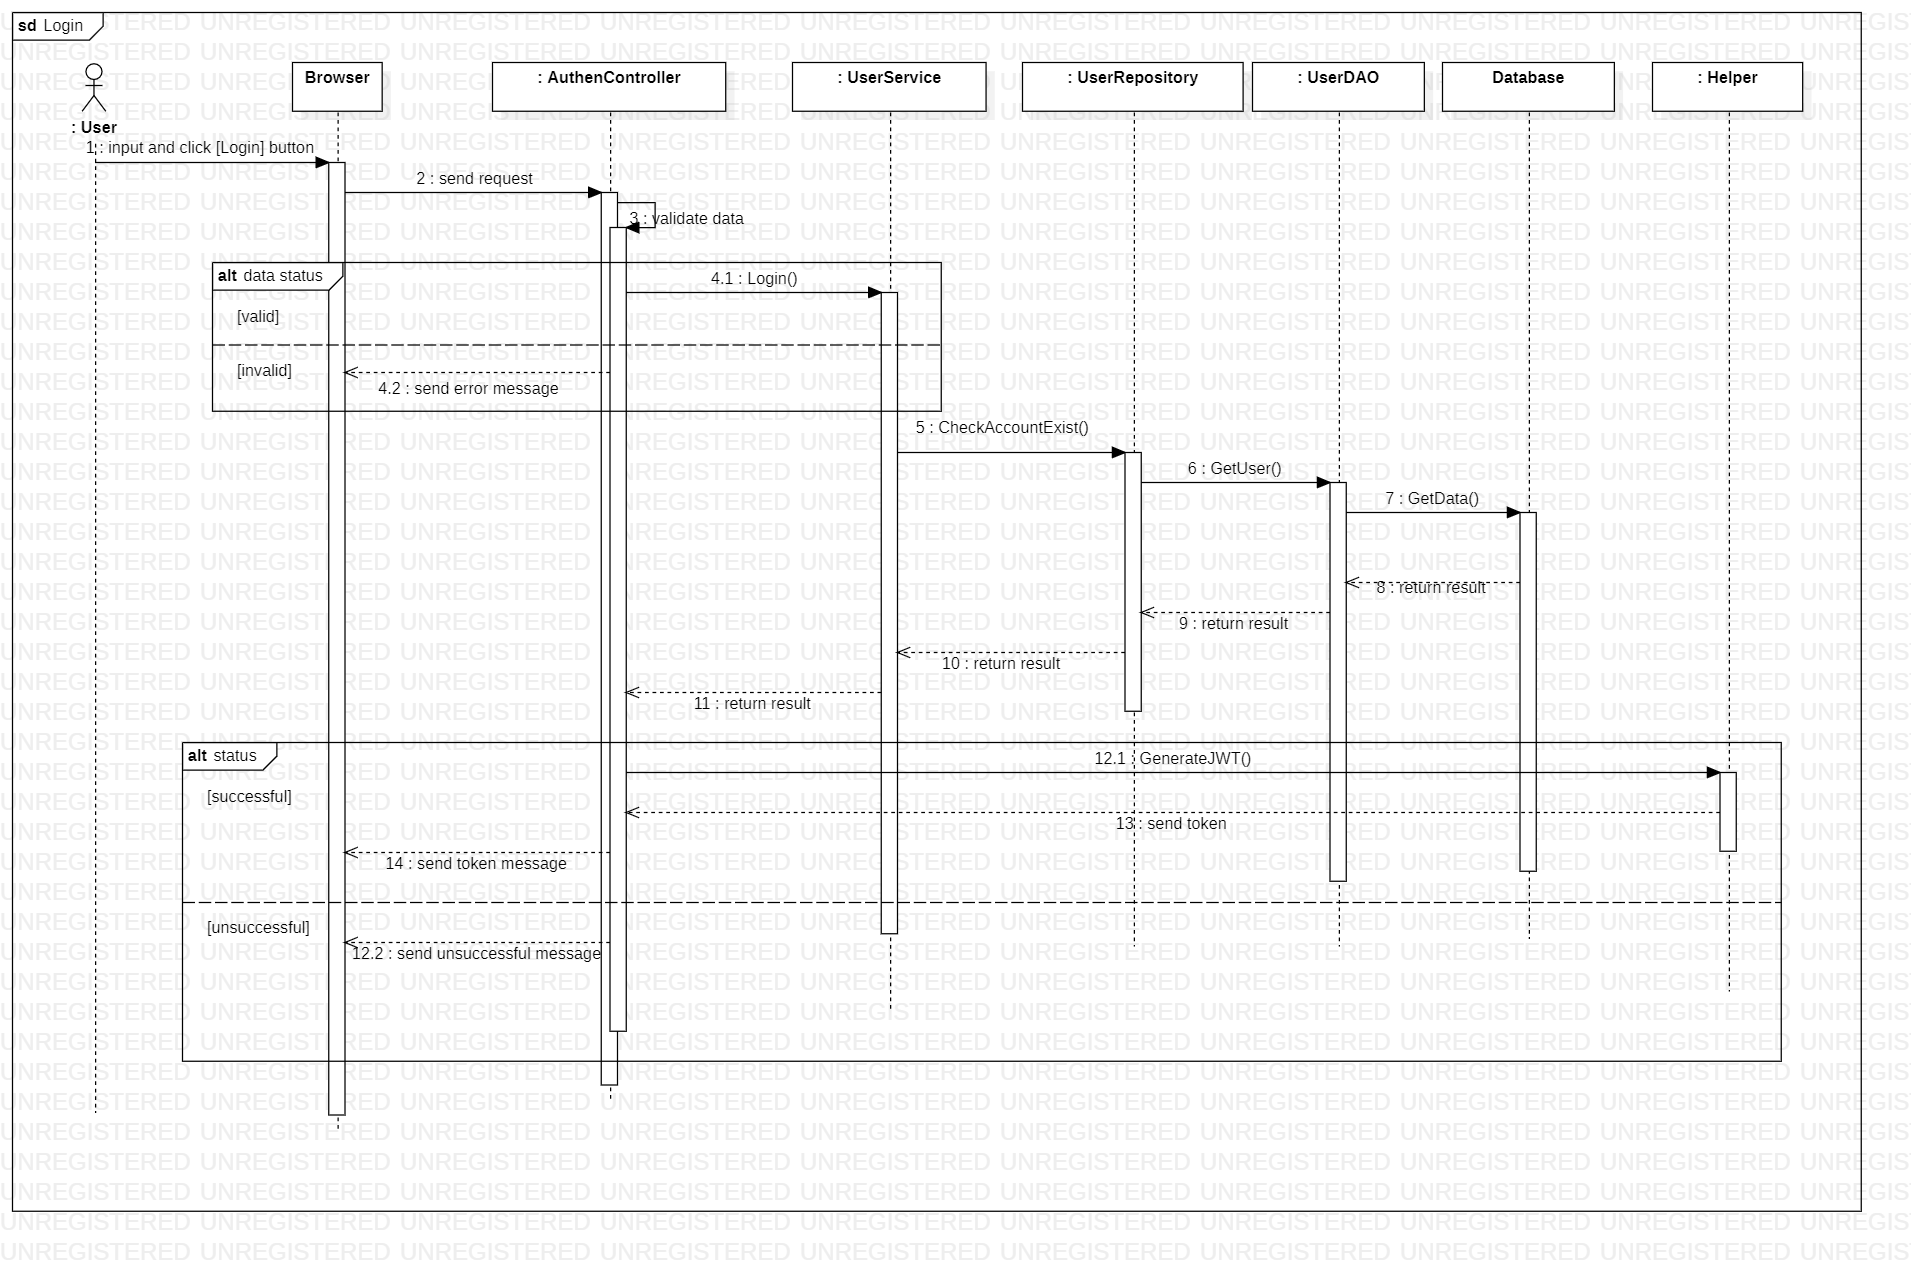 sd Login
: User
Browser
: AuthenController
: UserService
: UserRepository
: UserDAO
Database
: Helper
1 : input and click [Login] button
2 : send request
3 : validate data
alt data status
4.1 : Login()
[valid]
[invalid]
4.2 : send error message
5 : CheckAccountExist()
6 : GetUser()
7 : GetData()
8 : return result
9 : return result
10 : return result
11 : return result
alt status
12.1 : GenerateJWT()
[successful]
13 : send token
14 : send token message
[unsuccessful]
12.2 : send unsuccessful message
UNREGISTERED